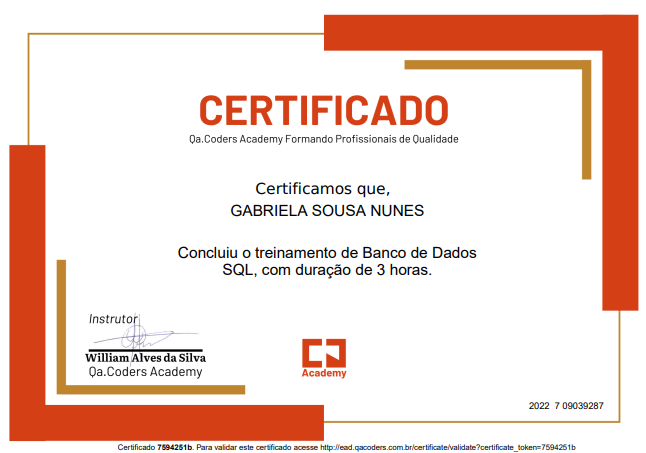 CERTIFICADO
Qa.Coders Academy Formando Profissionais de Qualidade
Certificamos que,
GABRIELA SOUSA NUNES
Concluiu o treinamento de Banco de Dados
SQL, com duração de 3 horas.
Instrutor
William Alves da Silva
Qa.Coders Academy
Academy
2022 7 09039287
Certificado 7594251b. Para validar este certificado acesse http://ead.qacoders.com.br/certificate/validate?certificate_token=7594251b